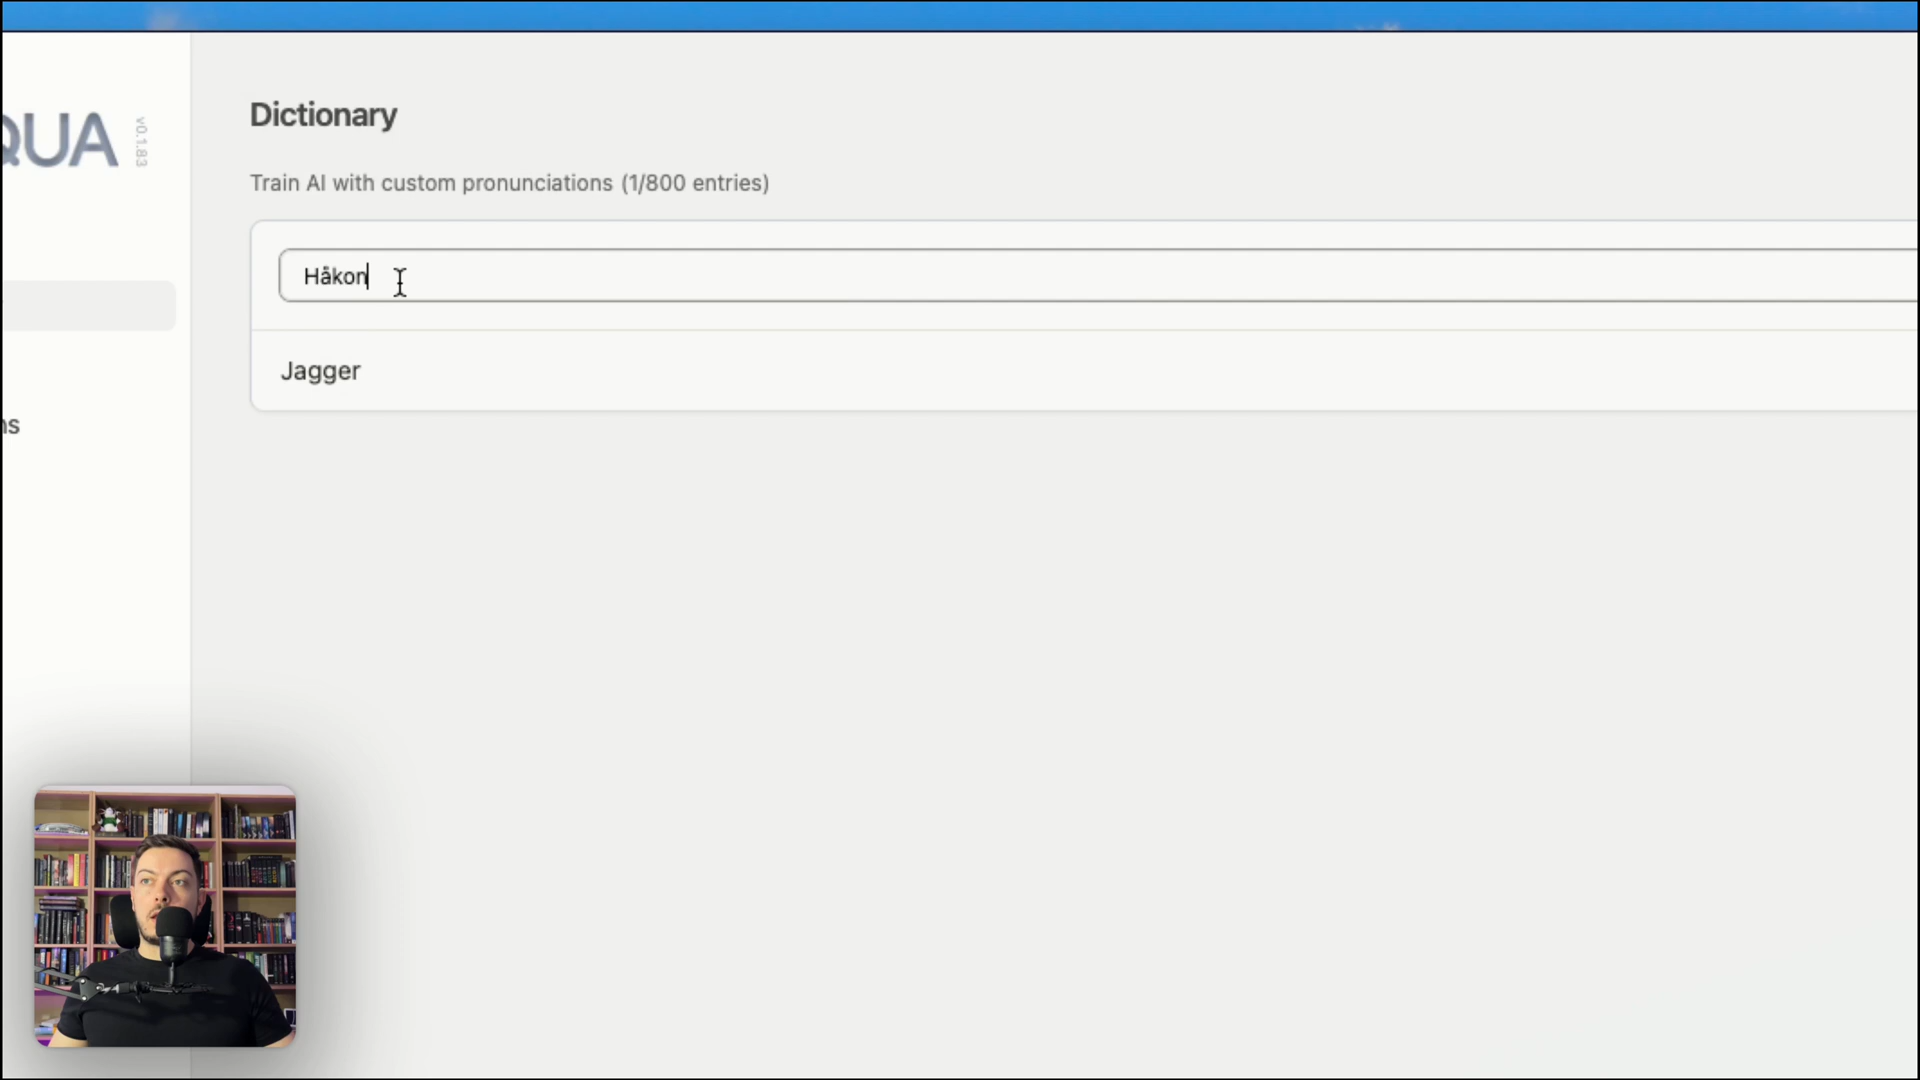 QUA
v0.1.83
Dictionary
Train AI with custom pronunciations (1/800 entries)
Håkon
Jagger
ns